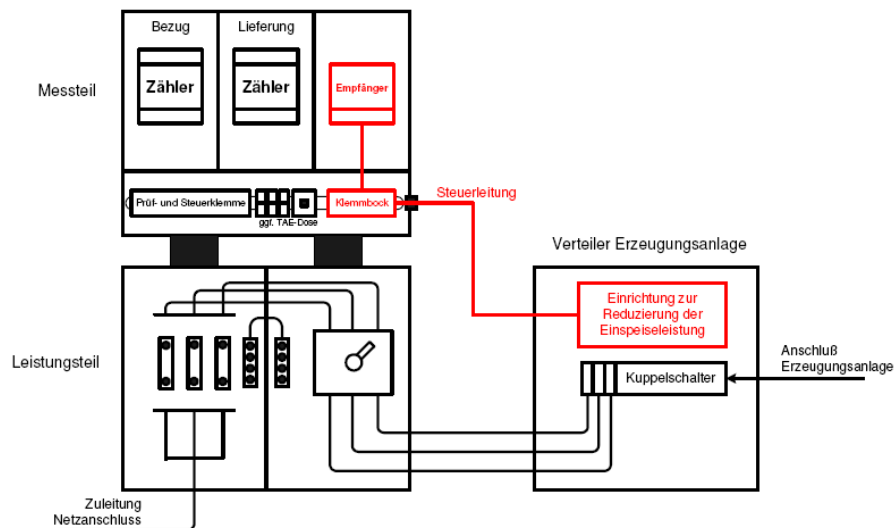 Bezug
Lieferung
Messteil
Zähler
Zähler
Empfänger
Prüf- und Steuerklemme
ggf. TAE-Dose
Klemmbock
Steuerleitung
Verteiler Erzeugungsanlage
Einrichtung zur
Reduzierung der
Einspeiseleistung
Leistungsteil
Kuppelschalter
Anschluß
Erzeugungsanlage
Zuleitung
Netzanschluss